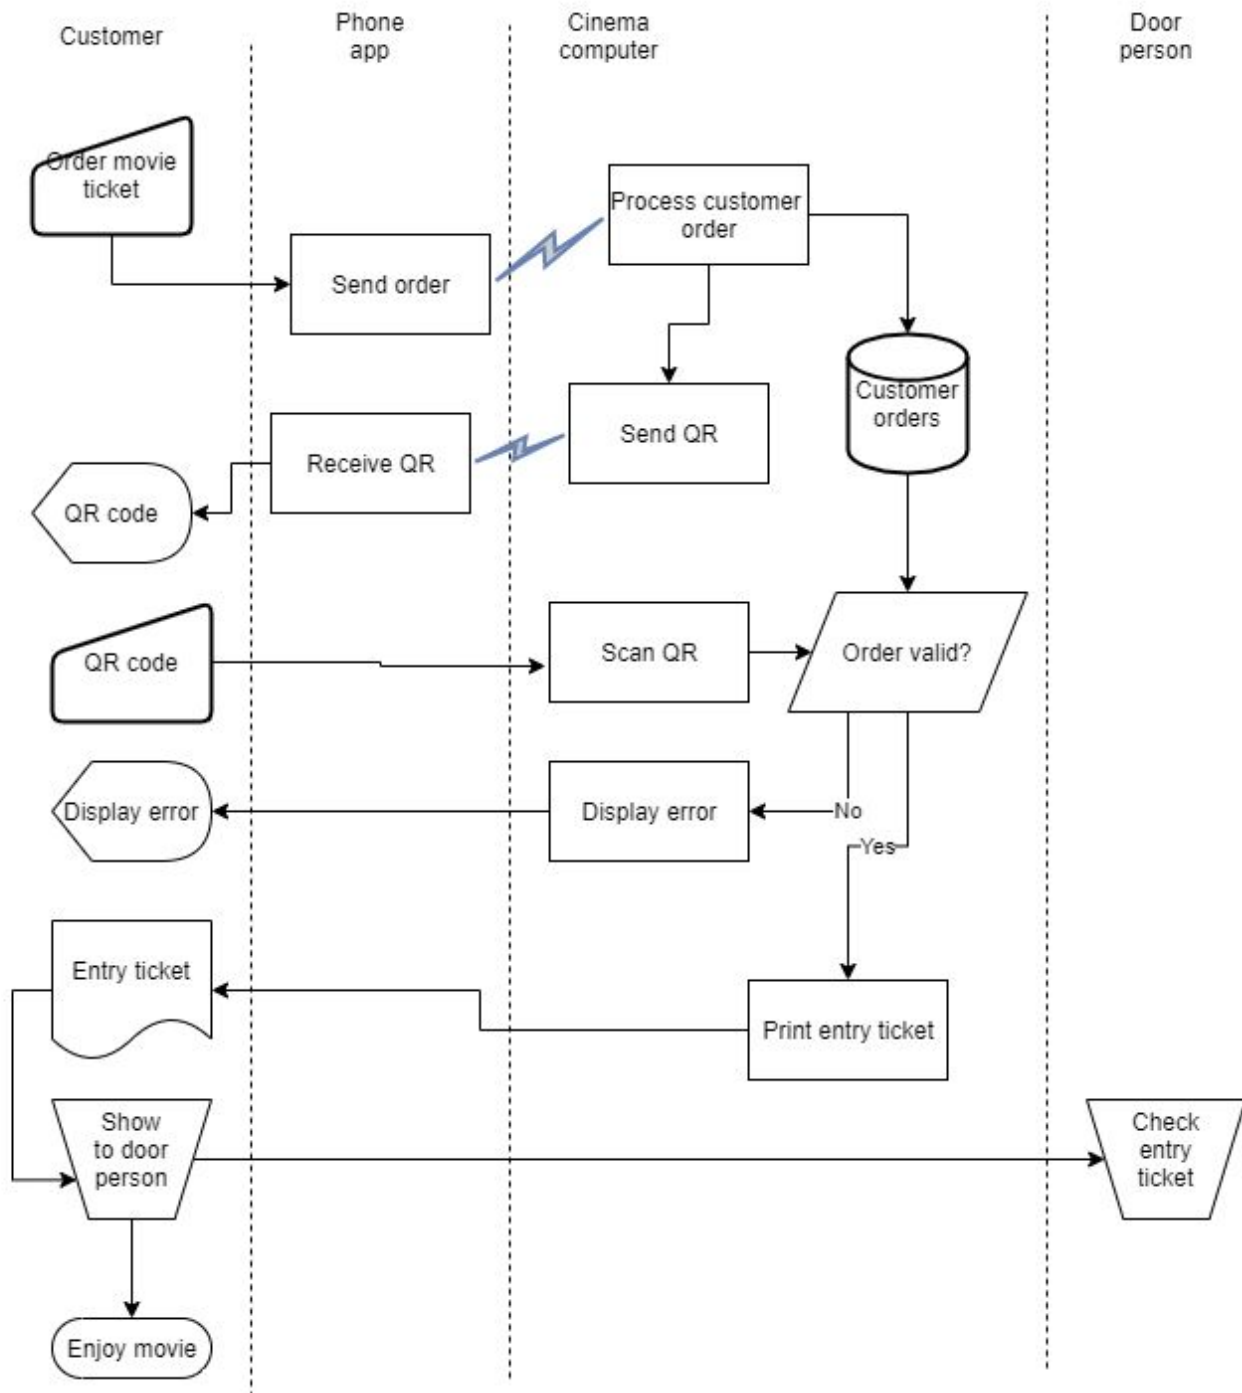 Customer
Phone
app
Cinema
computer
Door
person
Order movie
ticket
Process customer
order
Send order
Customer
orders
Send QR
Receive QR
QR code
QR code
Scan QR
Order valid?
Display error
Display error
No
Yes
Entry ticket
Print entry ticket
Show
to door
person
Check
entry
ticket
Enjoy movie